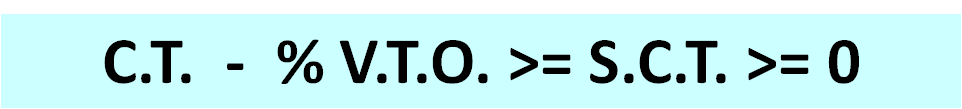 C.T. - % V.T.O. >= S.C.T. >= 0